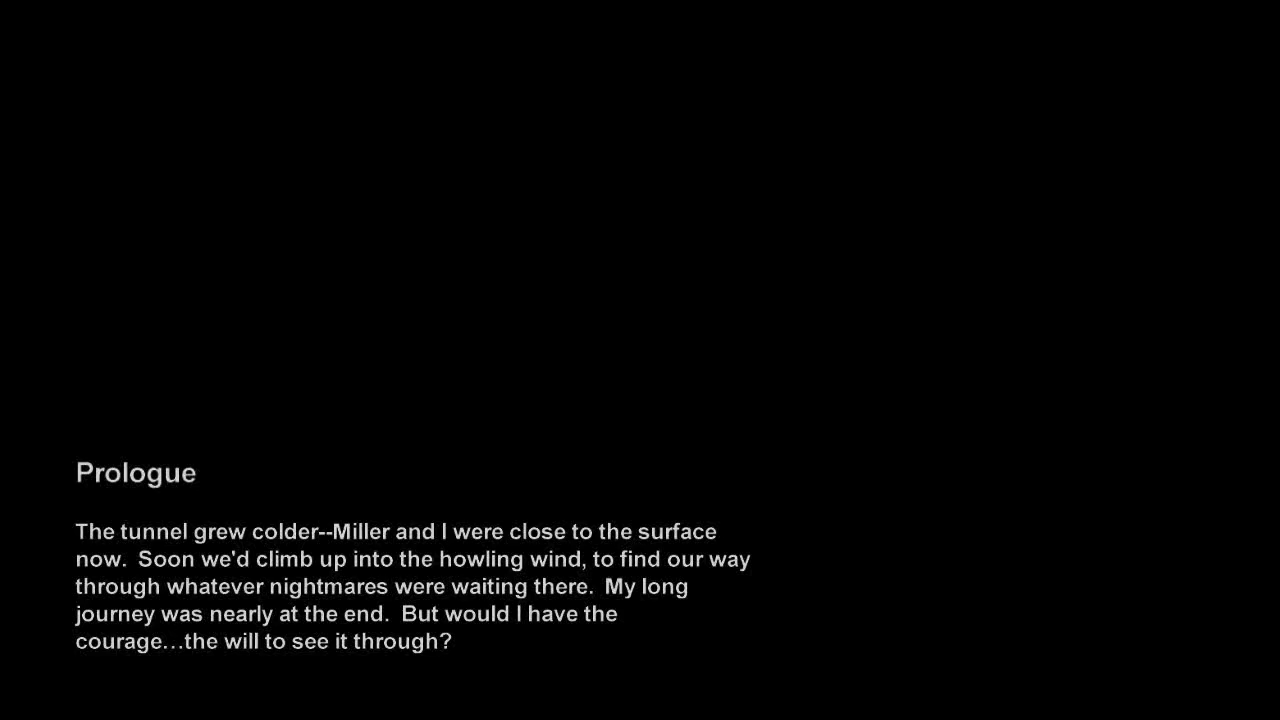 Prologue
The tunnel grew colder--Miller and I were close to the surface
now.  Soon we'd climb up into the howling wind, to find our way
through whatever nightmares were waiting there.  My long
journey was nearly at the end.  But would I have the
courage…the will to see it through?